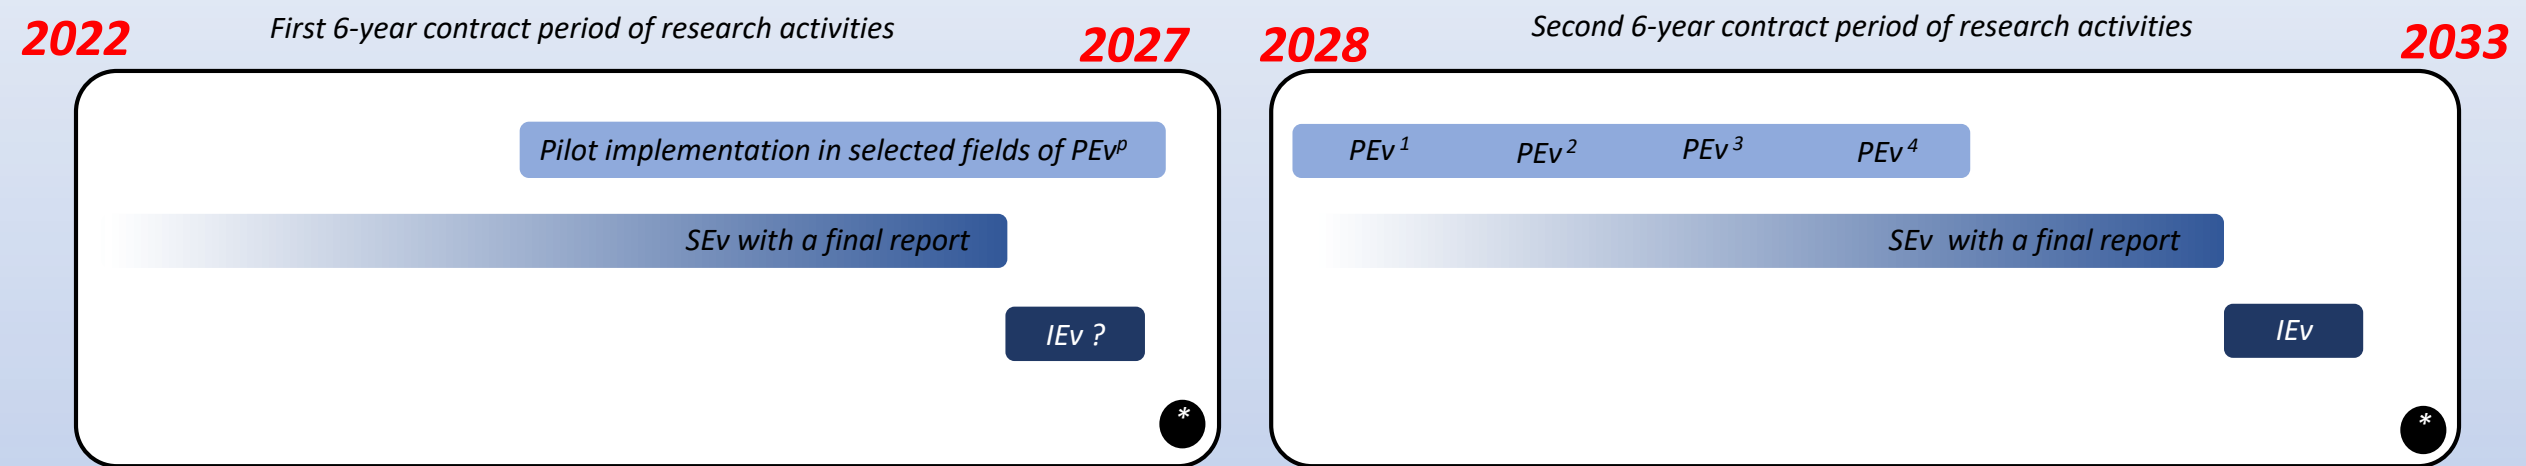 2022
First 6-year contract period of research activities
2027
Pilot implementation in selected fields of PEvᵖ
SEv with a final report
IEv ?
*
2028
Second 6-year contract period of research activities
2033
PEv ¹ PEv ² PEv ³ PEv ⁴
SEv with a final report
IEv
*